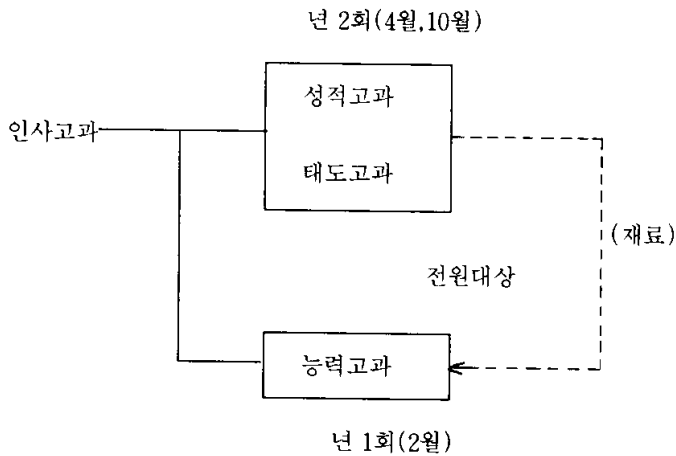 년 2회(4월,10월)
성적고과
인사고과
태도고과
(재료)
전원대상
능력고과
년 1회(2월)